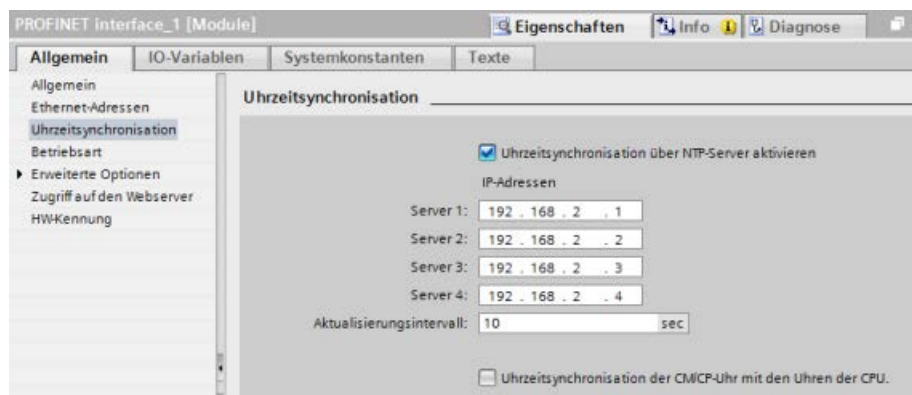 PROFINET interface_1 [Module]
Eigenschaften
Info
Diagnose
Allgemein
IO-Variablen
Systemkonstanten
Texte
Allgemein
Ethernet-Adressen
Uhrzeitsynchronisation
Betriebsart
Erweiterte Optionen
Zugriff auf den Webserver
HW-Kennung
Uhrzeitsynchronisation
Uhrzeitsynchronisation über NTP-Server aktivieren
IP-Adressen
Server 1: 192 . 168 . 2 . 1
Server 2: 192 . 168 . 2 . 2
Server 3: 192 . 168 . 2 . 3
Server 4: 192 . 168 . 2 . 4
Aktualisierungsintervall: 10 sec
Uhrzeitsynchronisation der CM/CP-Uhr mit den Uhren der CPU.